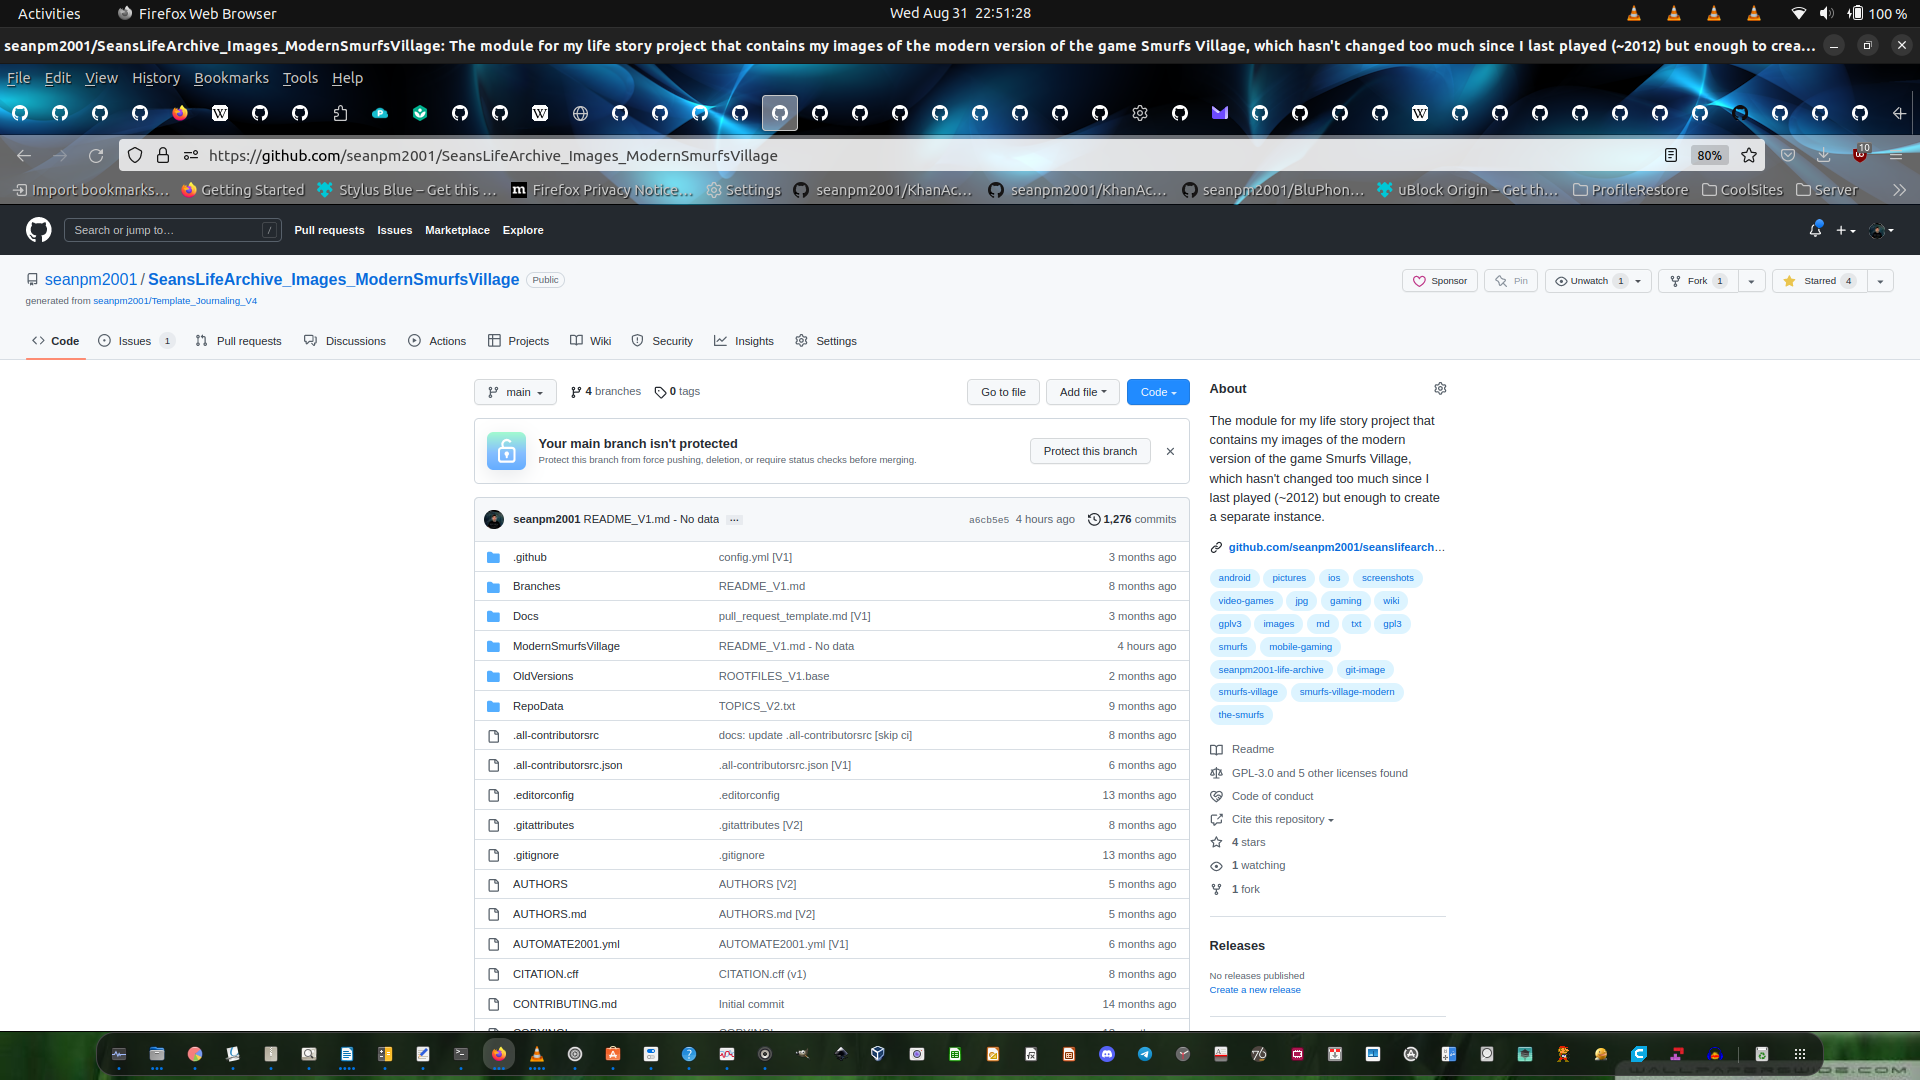 Activities Firefox Web Browser Wed Aug 31 22:51:28 100 %
seanpm2001/SeansLifeArchive_Images_ModernSmurfsVillage: The module for my life story project that contains my images of the modern version of the game Smurfs Village, which hasn't changed too much since I last played (~2012) but enough to crea…
File Edit View History Bookmarks Tools Help
https://github.com/seanpm2001/SeansLifeArchive_Images_ModernSmurfsVillage 80% 10
Import bookmarks… Getting Started Stylus Blue – Get this … Firefox Privacy Notice… Settings seanpm2001/KhanAc… seanpm2001/KhanAc… seanpm2001/BluPhon… uBlock Origin – Get th… ProfileRestore CoolSites Server
Search or jump to… / Pull requests Issues Marketplace Explore
seanpm2001 / SeansLifeArchive_Images_ModernSmurfsVillage Public
Sponsor Pin Unwatch 1 Fork 1 Starred 4
generated from seanpm2001/Template_Journaling_V4
Code Issues 1 Pull requests Discussions Actions Projects Wiki Security Insights Settings
main 4 branches 0 tags Go to file Add file Code
Your main branch isn't protected
Protect this branch from force pushing, deletion, or require status checks before merging.
Protect this branch
seanpm2001 README_V1.md - No data … a6cb5e5 4 hours ago 1,276 commits
.github config.yml [V1] 3 months ago
Branches README_V1.md 8 months ago
Docs pull_request_template.md [V1] 3 months ago
ModernSmurfsVillage README_V1.md - No data 4 hours ago
OldVersions ROOTFILES_V1.base 2 months ago
RepoData TOPICS_V2.txt 9 months ago
.all-contributorsrc docs: update .all-contributorsrc [skip ci] 8 months ago
.all-contributorsrc.json .all-contributorsrc.json [V1] 6 months ago
.editorconfig .editorconfig 13 months ago
.gitattributes .gitattributes [V2] 8 months ago
.gitignore .gitignore 13 months ago
AUTHORS AUTHORS [V2] 5 months ago
AUTHORS.md AUTHORS.md [V2] 5 months ago
AUTOMATE2001.yml AUTOMATE2001.yml [V1] 6 months ago
CITATION.cff CITATION.cff (v1) 8 months ago
CONTRIBUTING.md Initial commit 14 months ago
About
The module for my life story project that
contains my images of the modern
version of the game Smurfs Village,
which hasn't changed too much since I
last played (~2012) but enough to create
a separate instance.
github.com/seanpm2001/seanslifearch…
android pictures ios screenshots
video-games jpg gaming wiki
gplv3 images md txt gpl3
smurfs mobile-gaming
seanpm2001-life-archive git-image
smurfs-village smurfs-village-modern
the-smurfs
Readme
GPL-3.0 and 5 other licenses found
Code of conduct
Cite this repository
4 stars
1 watching
1 fork
Releases
No releases published
Create a new release
WALLPAPERSWIDE.COM